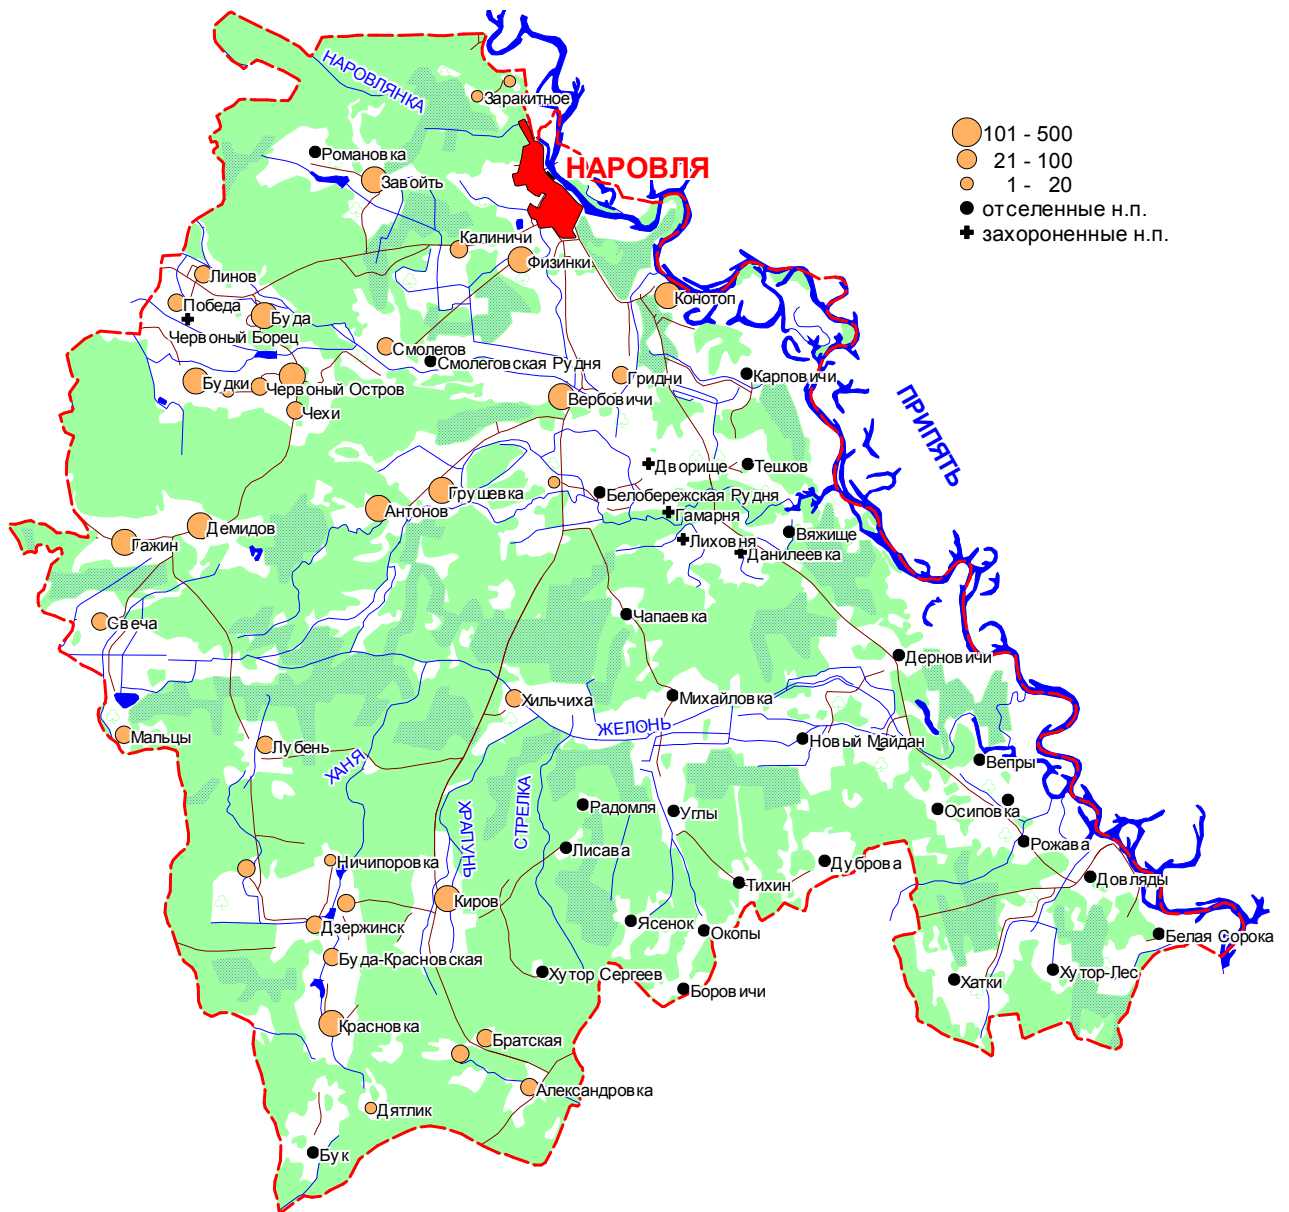 НАРОВЛЯНКА
Заракитное
101 - 500
21 - 100
1 - 20
отселенные н.п.
захороненные н.п.
Романовка
НАРОВЛЯ
Завойть
Калиничи
Физинки
Линов
Победа
Конотоп
Буда
Червоный Борец
Смолегов
Смолеговская Рудня
Гридни
Карповичи
Будки
Червоный Остров
Вербовичи
Чехи
ПРИПЯТЬ
Дворище
Тешков
Грушевка
Белобережская Рудня
Антонов
Гамарня
Демидов
Вяжище
Гажин
Лиховня
Данилеевка
Чапаевка
Свеча
Дерновичи
Хильчиха
Михайловка
ЖЕЛОНЬ
Мальцы
Лубень
Новый Майдан
ХАНЯ
Вепры
ХРАПУНЬ
СТРЕЛКА
Радомля
Углы
Осиповка
Рожава
Лисава
Ничипоровка
Дуброва
Довляды
Тихин
Киров
Дзержинск
Ясенок
Окопы
Белая Сорока
Буда-Красновская
Хутор Сергеев
Хутор-Лес
Хатки
Боровичи
Красновка
Братская
Александровка
Дятлик
Бук